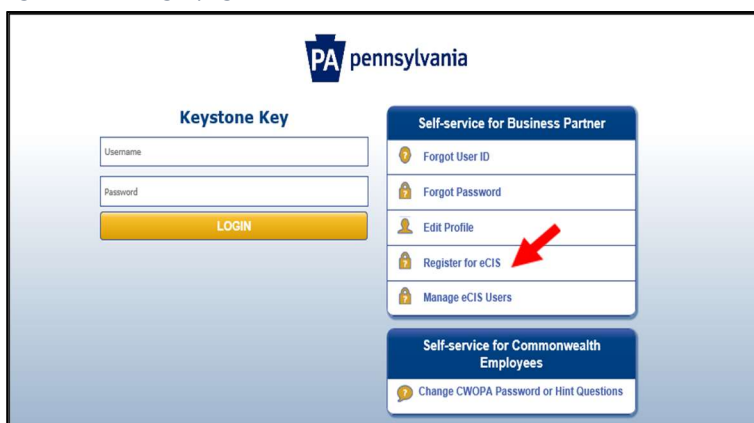 PA pennsylvania
Keystone Key
Username
Password
LOGIN
Self-service for Business Partner
Forgot User ID
Forgot Password
Edit Profile
Register for eCIS
Manage eCIS Users
Self-service for Commonwealth
Employees
Change CWOPA Password or Hint Questions